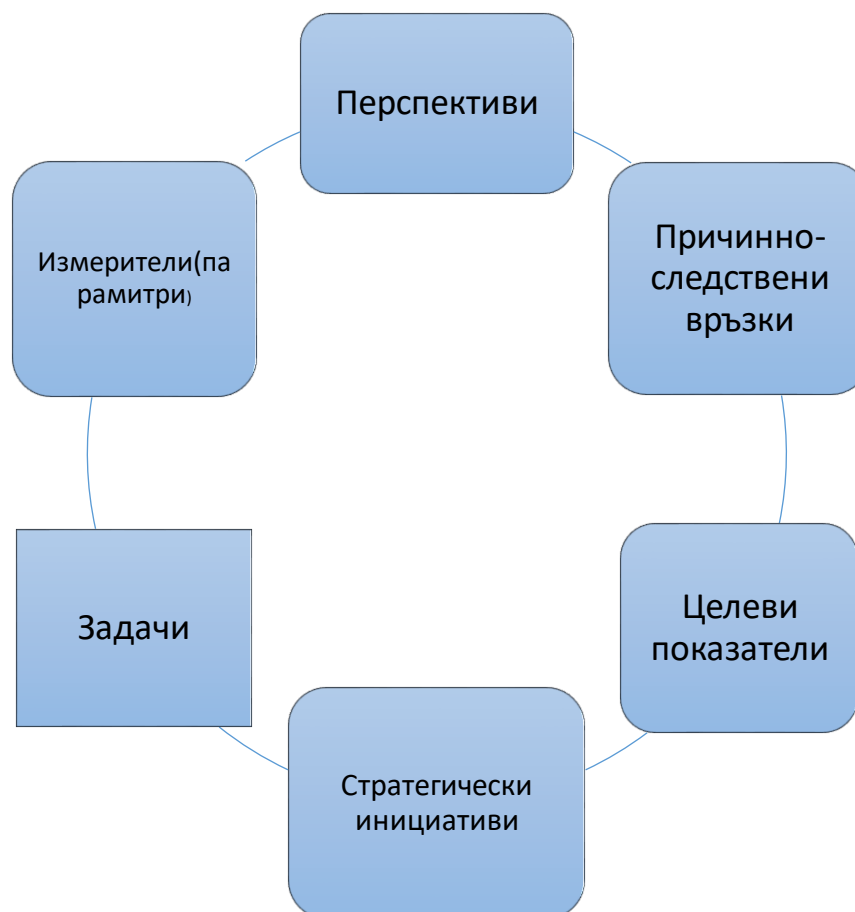 Перспективи
Причинно-
следствени
връзки
Целеви
показатели
Стратегически
инициативи
Задачи
Измерители(па
рамитри)